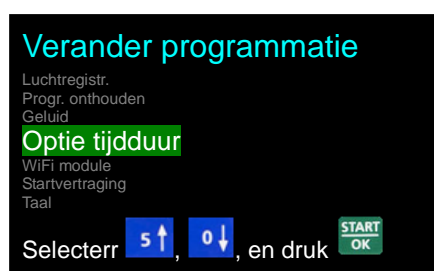 Verander programmatie
Luchtregistr.
Progr. onthouden
Geluid
Optie tijdduur
WiFi module
Startvertraging
Taal
Selecterr 5↑, 0↓, en druk START OK